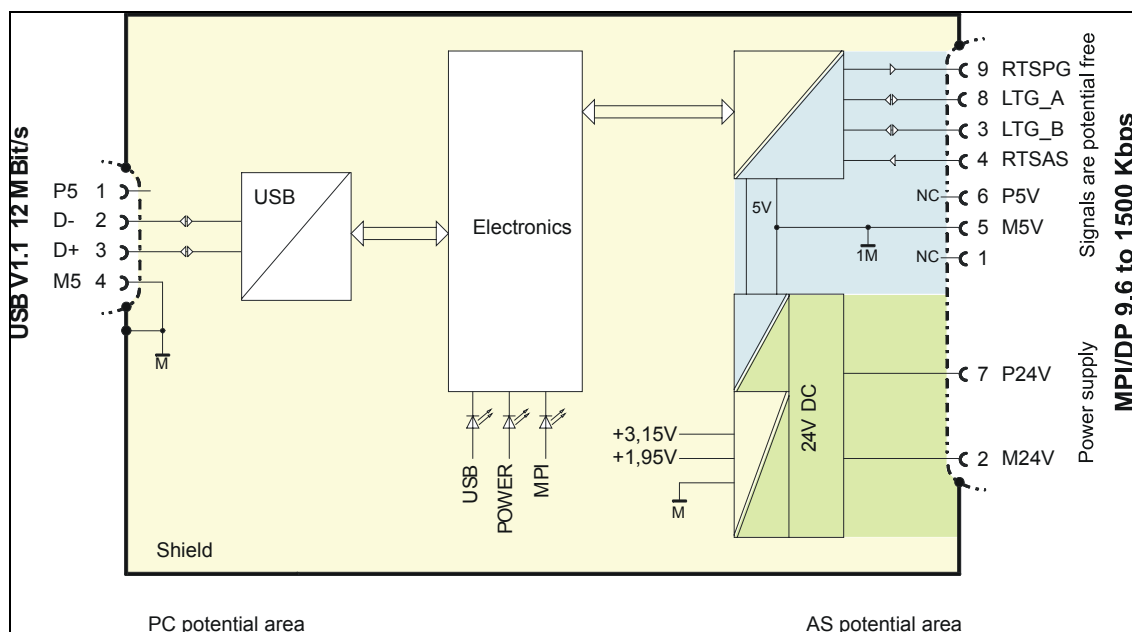 USB V1.1 12 MBit/s
P5 1
D- 2
D+ 3
M5 4
M
USB
Electronics
USB
POWER
MPI
+3,15V
+1,95V
M
5V
1M
24V DC
9 RTSPG
8 LTG_A
3 LTG_B
4 RTSAS
NC 6 P5V
5 M5V
NC 1
7 P24V
2 M24V
Signals are potential free
Power supply
MPI/DP 9.6 to 1500 Kbps
Shield
PC potential area
AS potential area